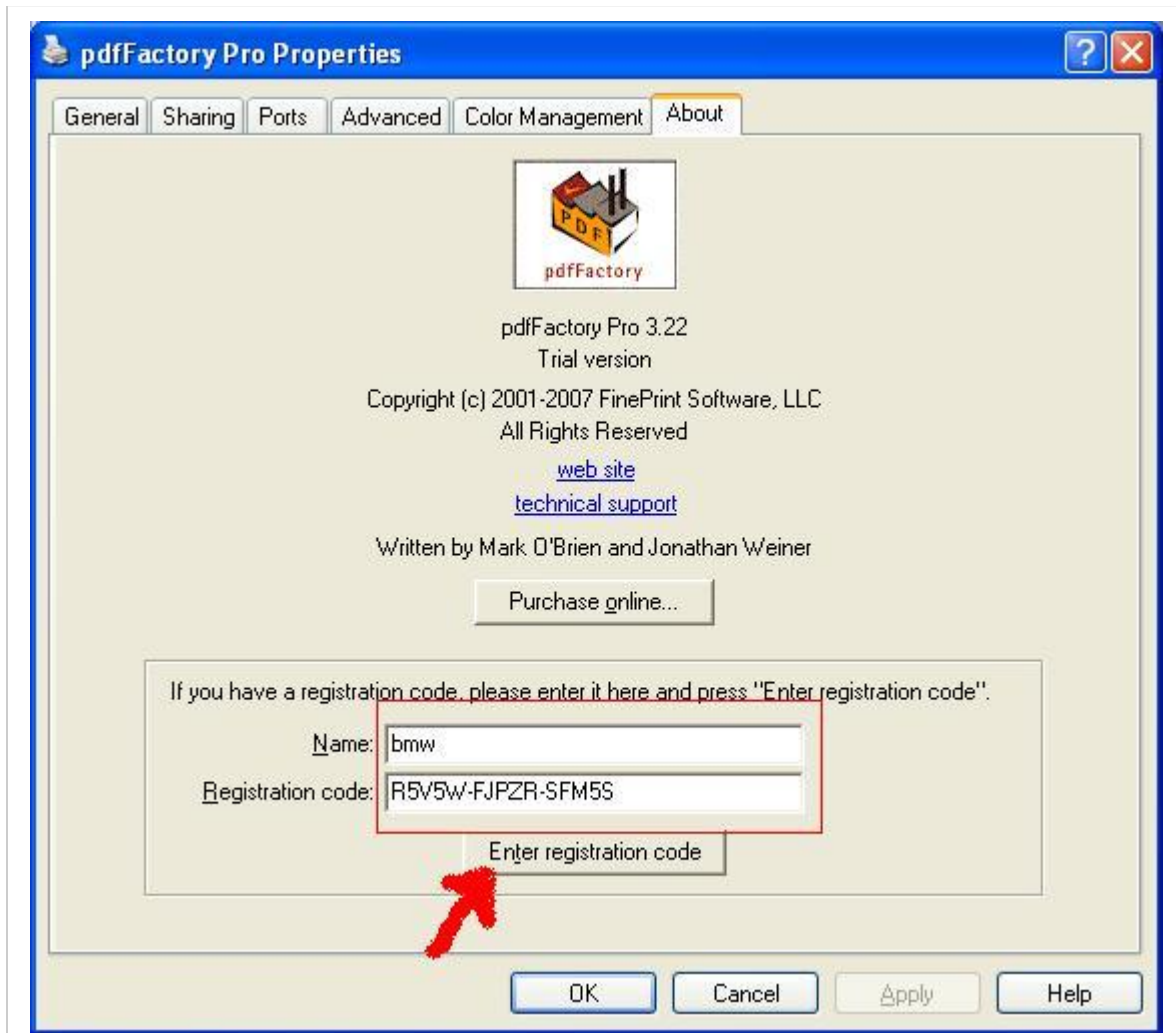 pdfFactory Pro Properties
General Sharing Ports Advanced Color Management About
PDF
pdfFactory
pdfFactory Pro 3.22
Trial version
Copyright (c) 2001-2007 FinePrint Software, LLC
All Rights Reserved
web site
technical support
Written by Mark O'Brien and Jonathan Weiner
Purchase online...
If you have a registration code, please enter it here and press "Enter registration code".
Name: bmw
Registration code: R5V5W-FJPZR-SFM5S
Enter registration code
OK Cancel Apply Help